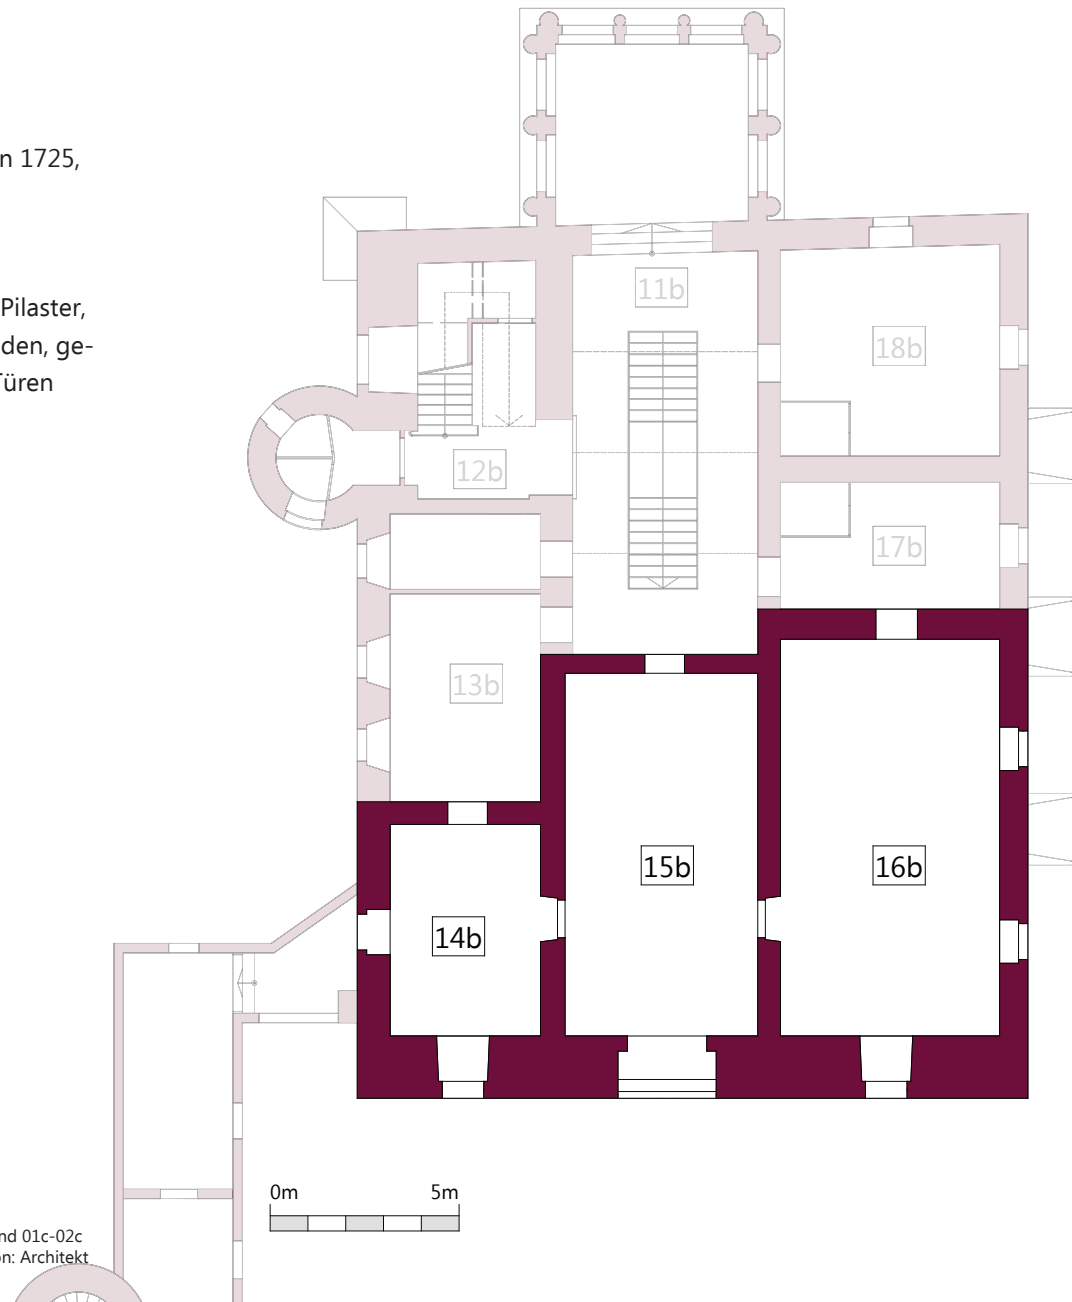 n 1725,
Pilaster,
den, ge-
Türen
11b
18b
12b
17b
13b
15b
16b
14b
0m 5m
nd 01c-02c
on: Architekt